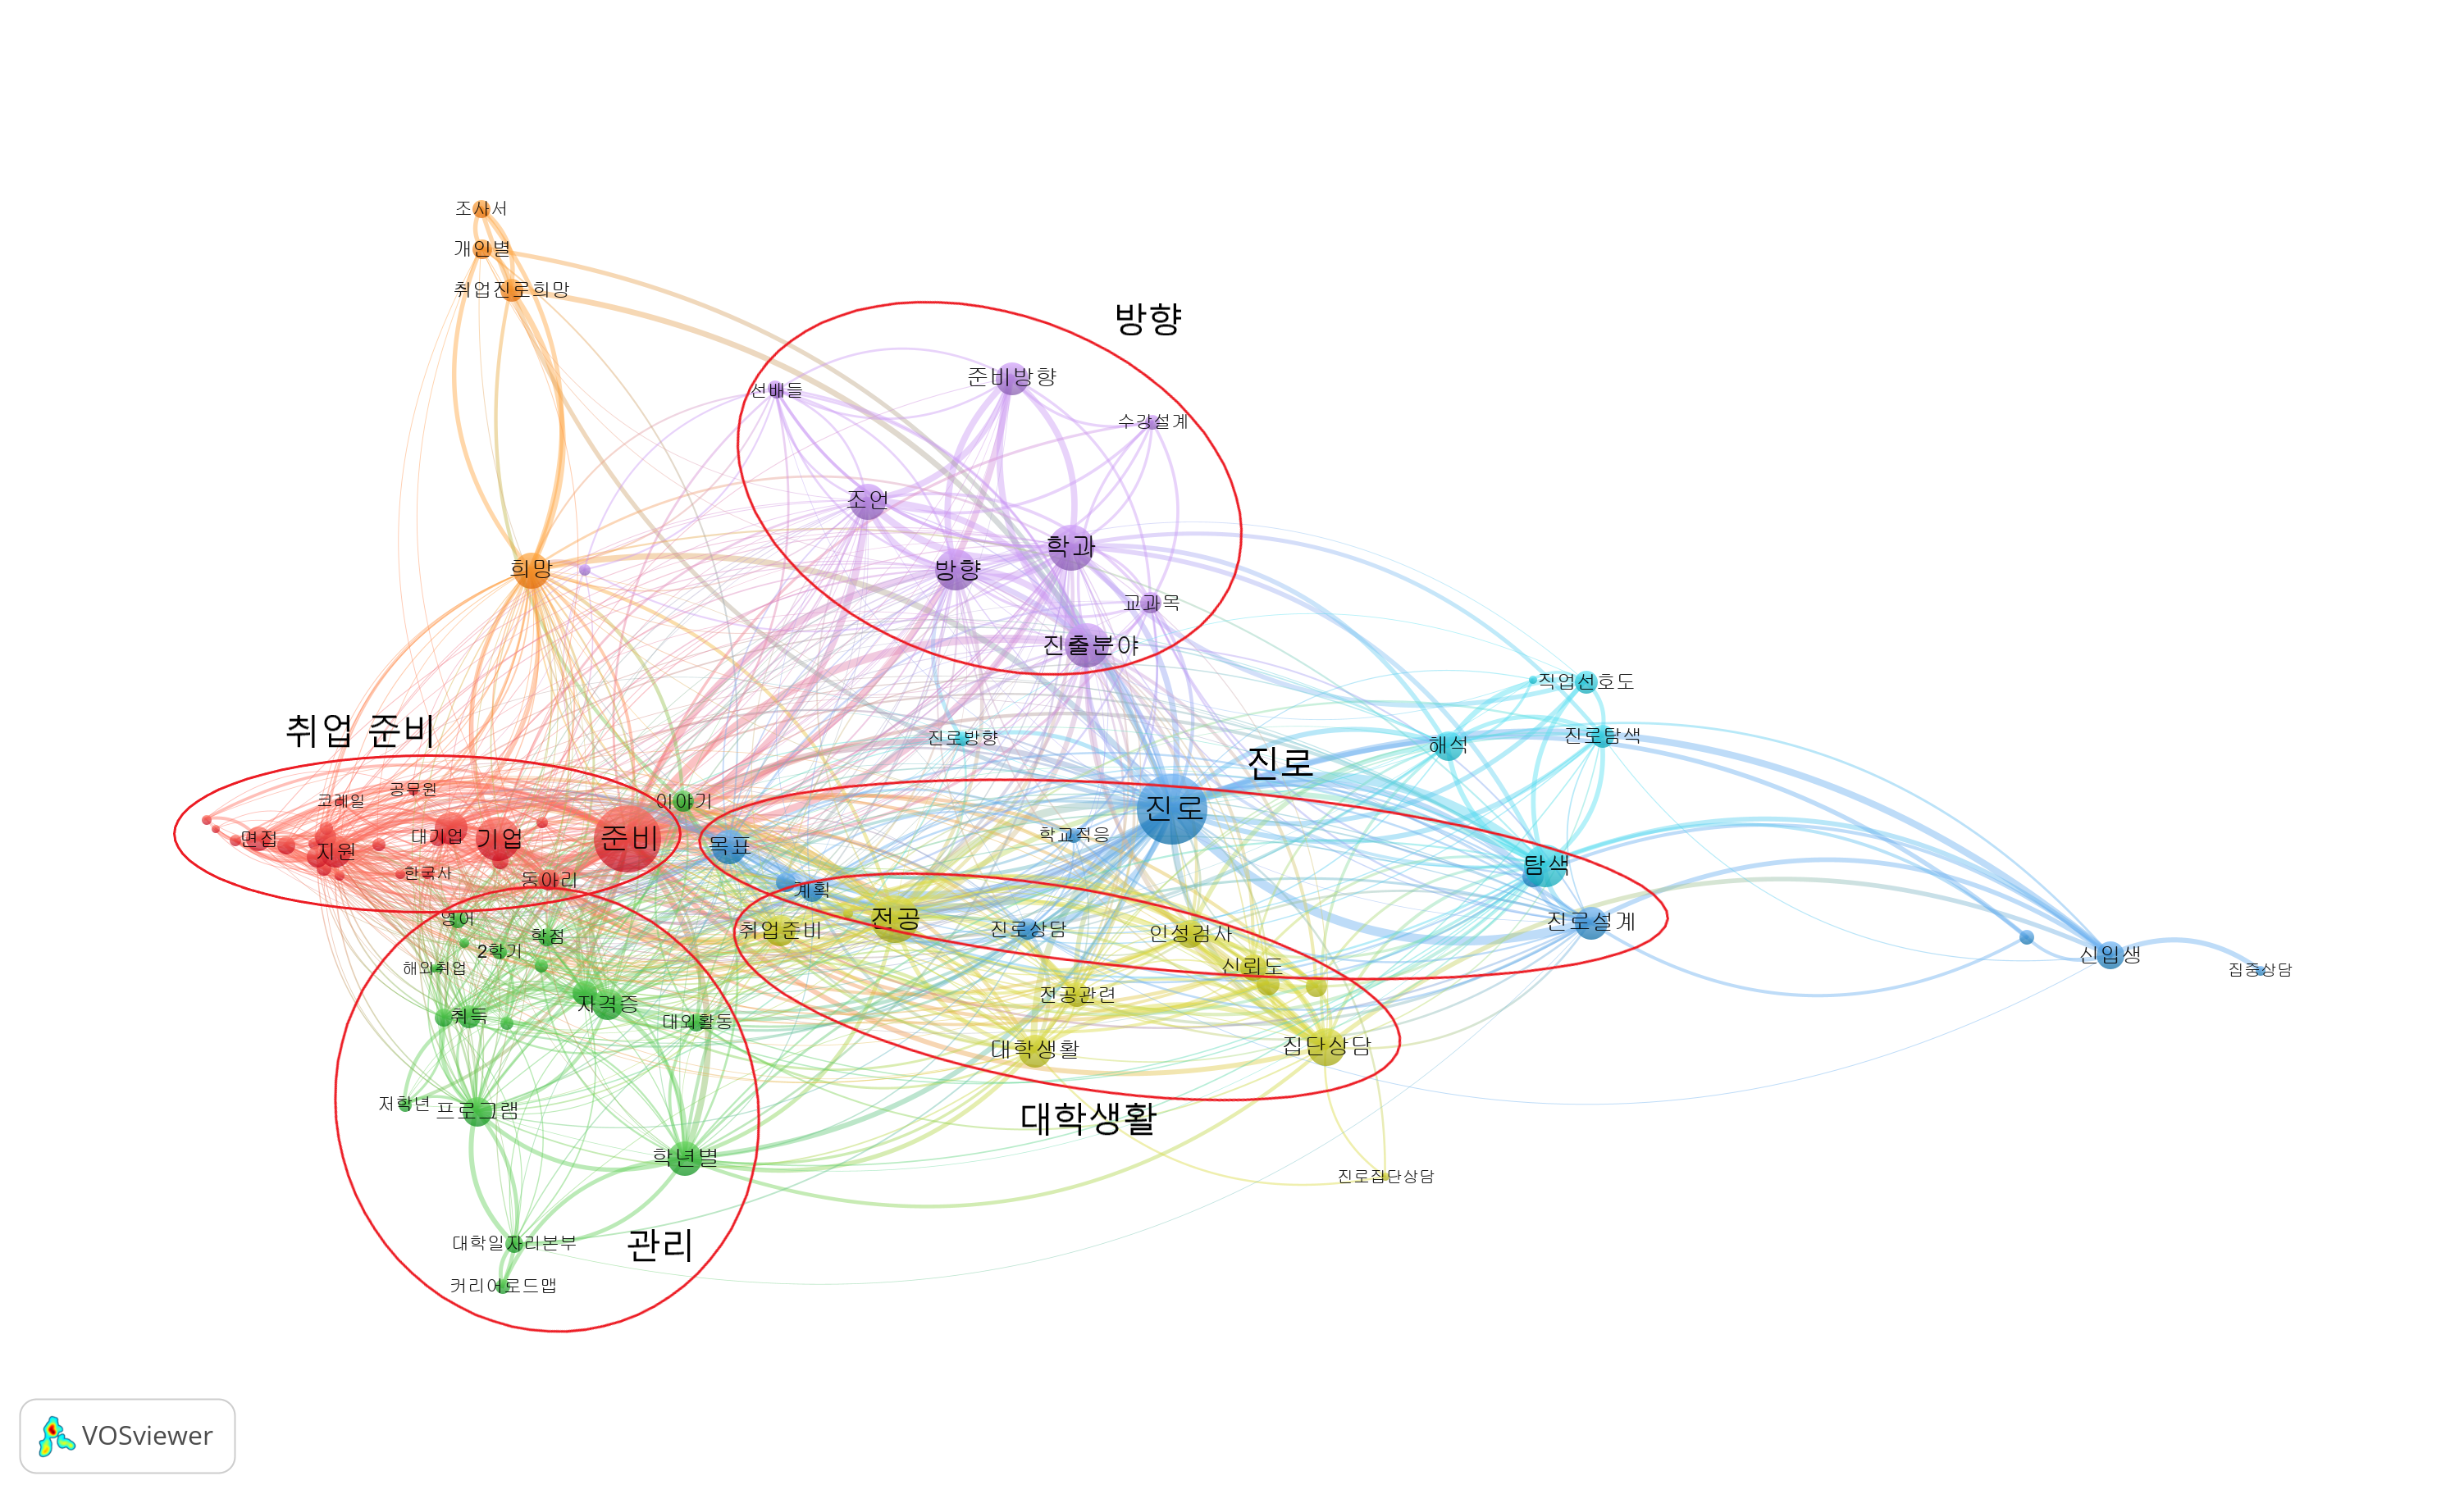 조사서
개인별
취업진로희망
방향
준비방향
선배들
수강설계
조언
학과
희망
방향
교과목
진출분야
직업선호도
취업 준비
진로방향
진로탐색
해석
진로
공무원
코레일
이야기
진로
대기업
기업
준비
학교적응
면접
지원
목표
한국사
동아리
탐색
계획
영어
전공
진로설계
취업준비
진로상담
인성검사
학점
2학기
신입생
해외취업
신뢰도
집중상담
자격증
전공관련
취득
대외활동
대학생활
집단상담
저학년
프로그램
대학생활
학년별
진로집단상담
대학일자리본부
관리
커리어로드맵
VOSviewer